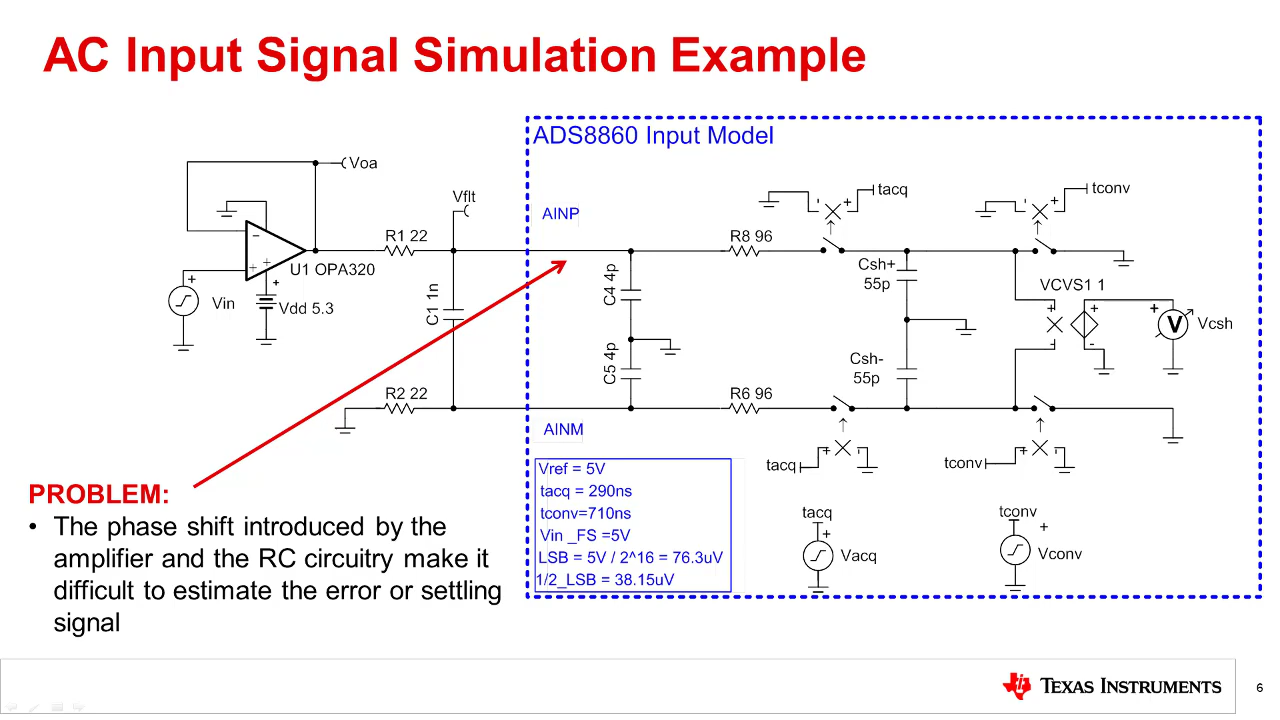 AC Input Signal Simulation Example
ADS8860 Input Model
Voa
Vflt
AINP
tacq
tconv
R1 22
R8 96
U1 OPA320
Vin
Vdd 5.3
C1 1n
C4 4p
Csh+
55p
VCVS1 1
Vcsh
C5 4p
Csh-
55p
R2 22
R6 96
AINM
tacq
tconv
Vref = 5V
tacq = 290ns
tconv=710ns
Vin _FS =5V
LSB = 5V / 2^16 = 76.3uV
1/2_LSB = 38.15uV
tacq
Vacq
tconv
Vconv
PROBLEM:
• The phase shift introduced by the
amplifier and the RC circuitry make it
difficult to estimate the error or settling
signal
TEXAS INSTRUMENTS
6